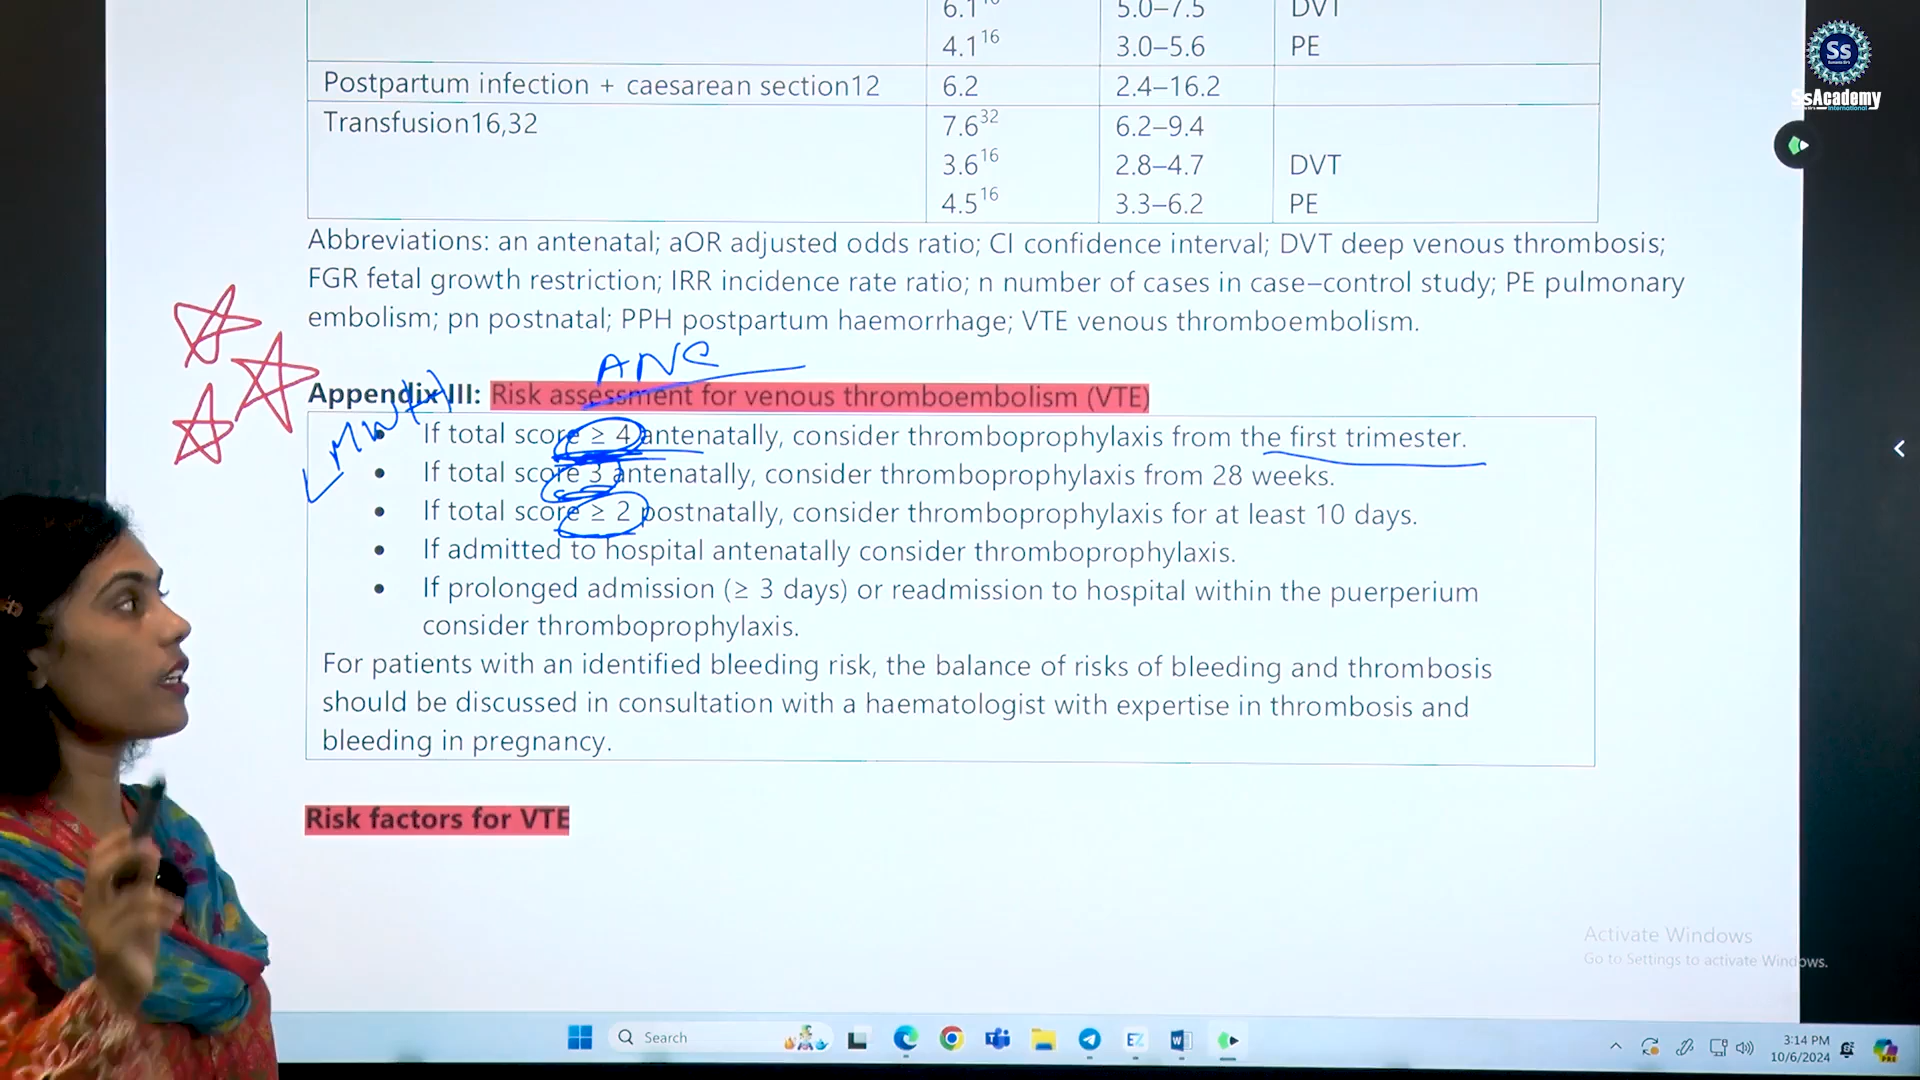 6.1¹⁶ 5.0–7.5 DVT
4.1¹⁶ 3.0–5.6 PE
Postpartum infection + caesarean section12 6.2 2.4–16.2
Transfusion16,32 7.6³² 6.2–9.4
3.6¹⁶ 2.8–4.7 DVT
4.5¹⁶ 3.3–6.2 PE
Ss
SsAcademy
International
Abbreviations: an antenatal; aOR adjusted odds ratio; CI confidence interval; DVT deep venous thrombosis;
FGR fetal growth restriction; IRR incidence rate ratio; n number of cases in case–control study; PE pulmonary
embolism; pn postnatal; PPH postpartum haemorrhage; VTE venous thromboembolism.
ANC
Appendix III: Risk assessment for venous thromboembolism (VTE)
LMWH
• If total score ≥ 4 antenatally, consider thromboprophylaxis from the first trimester.
• If total score 3 antenatally, consider thromboprophylaxis from 28 weeks.
• If total score ≥ 2 postnatally, consider thromboprophylaxis for at least 10 days.
• If admitted to hospital antenatally consider thromboprophylaxis.
• If prolonged admission (≥ 3 days) or readmission to hospital within the puerperium
consider thromboprophylaxis.
For patients with an identified bleeding risk, the balance of risks of bleeding and thrombosis
should be discussed in consultation with a haematologist with expertise in thrombosis and
bleeding in pregnancy.
Risk factors for VTE
Activate Windows
Go to Settings to activate Windows.
Search
3:14 PM
10/6/2024